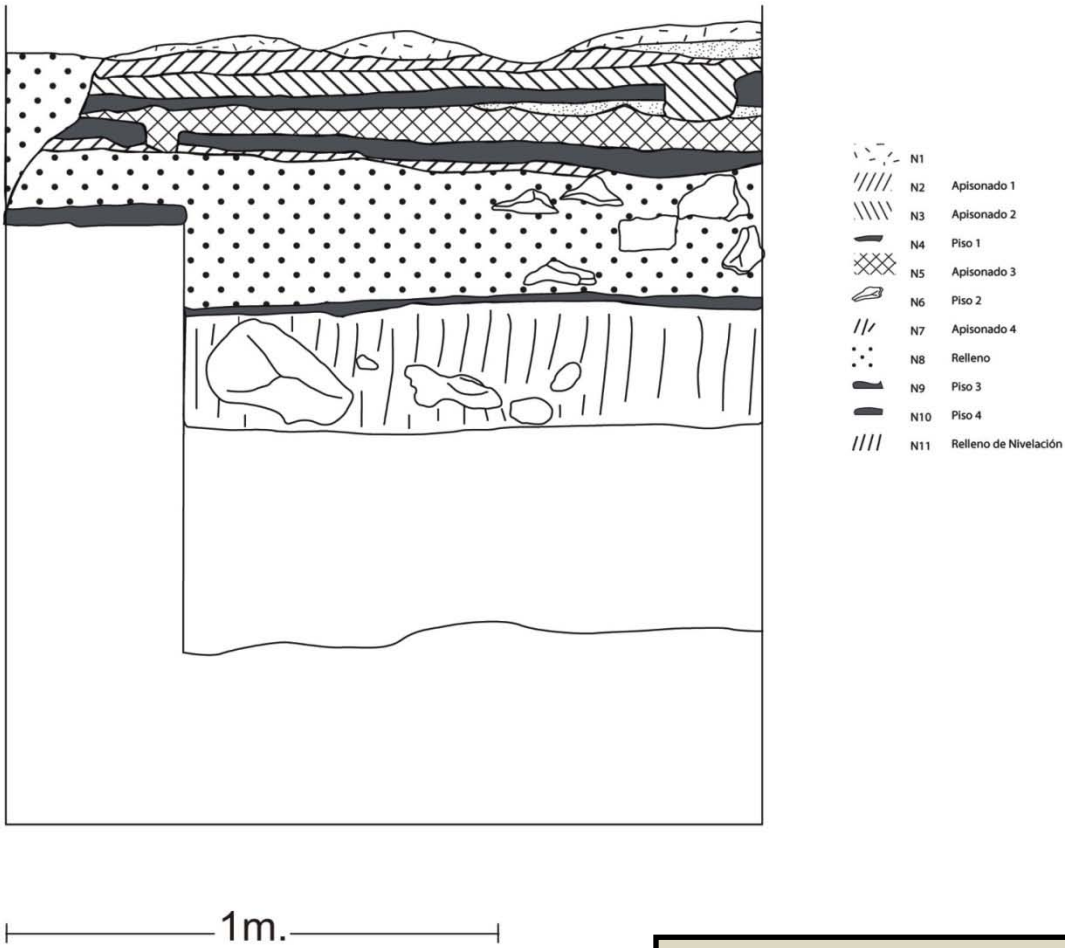 N1
N2 Apisonado 1
N3 Apisonado 2
N4 Piso 1
N5 Apisonado 3
N6 Piso 2
N7 Apisonado 4
N8 Relleno
N9 Piso 3
N10 Piso 4
N11 Relleno de Nivelación
1m.